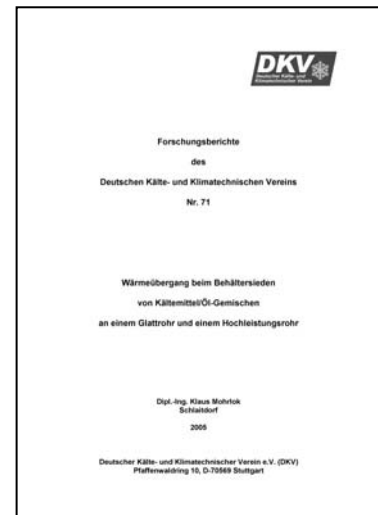 DKV
Deutscher Kälte- und
Klimatechnischer Verein
Forschungsberichte
des
Deutschen Kälte- und Klimatechnischen Vereins
Nr. 71
Wärmeübergang beim Behältersieden
von Kältemittel/Öl-Gemischen
an einem Glattrohr und einem Hochleistungsrohr
Dipl.-Ing. Klaus Mohrlok
Schlaitdorf
2005
Deutscher Kälte- und Klimatechnischer Verein e.V. (DKV)
Pfaffenwaldring 10, D-70569 Stuttgart